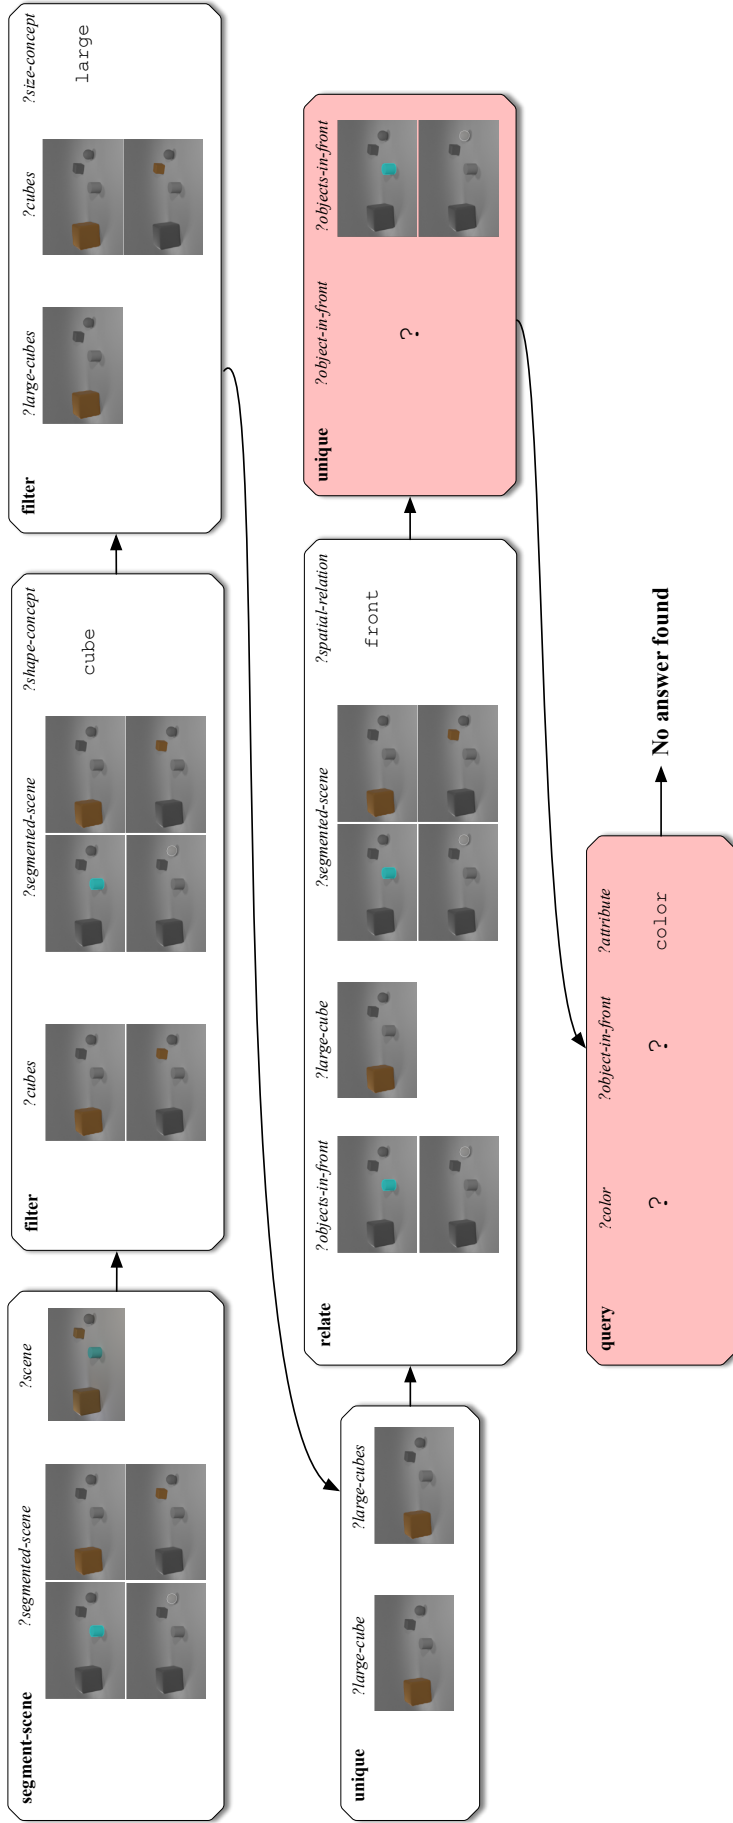 segment-scene
?segmented-scene
?scene
filter
?cubes
?segmented-scene
?shape-concept
cube
filter
?large-cubes
?cubes
?size-concept
large
unique
?large-cube
?large-cubes
relate
?objects-in-front
?large-cube
?segmented-scene
?spatial-relation
front
unique
?object-in-front
?objects-in-front
?
query
?color
?object-in-front
?attribute
?
?
color
No answer found